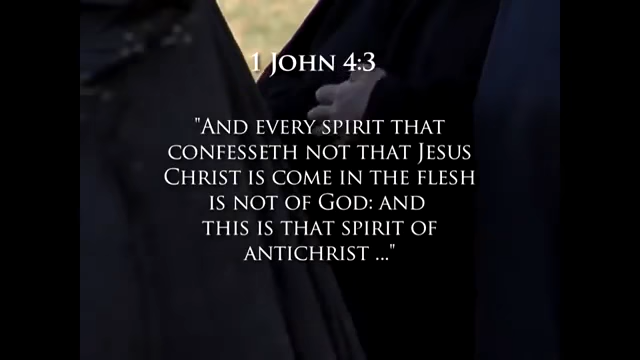 1 John 4:3
"And every spirit that
confesseth not that Jesus
Christ is come in the flesh
is not of God: and
this is that spirit of
antichrist ..."